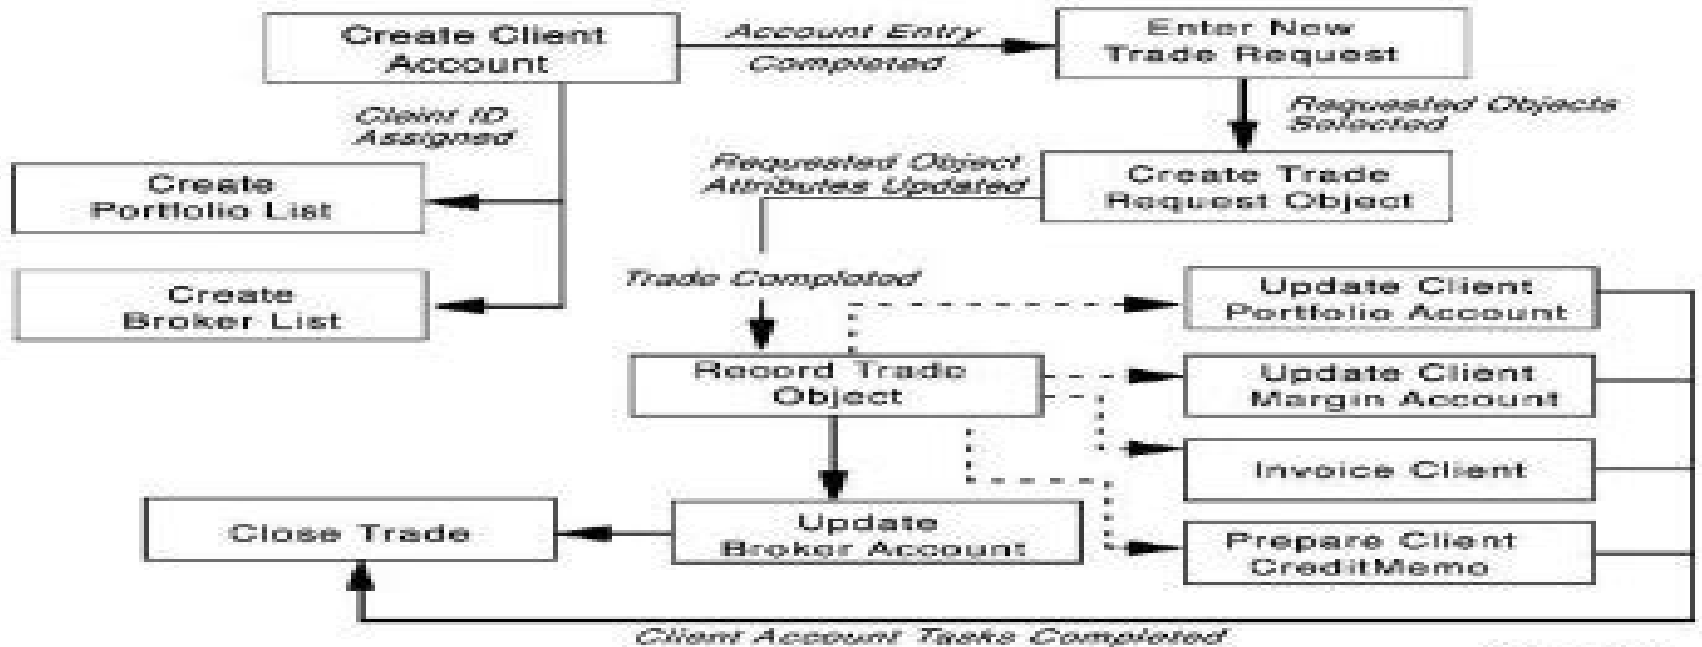 Create Client
Account
Account Entry
Completed
Enter New
Trade Request
Cleint ID
Assigned
Requested Objects
Selected
Create
Portfolio List
Requested Object
Attributes Updated
Create Trade
Request Object
Create
Broker List
Trade Completed
Update Client
Portfolio Account
Record Trade
Object
Update Client
Margin Account
Invoice Client
Close Trade
Update
Broker Account
Prepare Client
CreditMemo
Client Account Tasks Completed